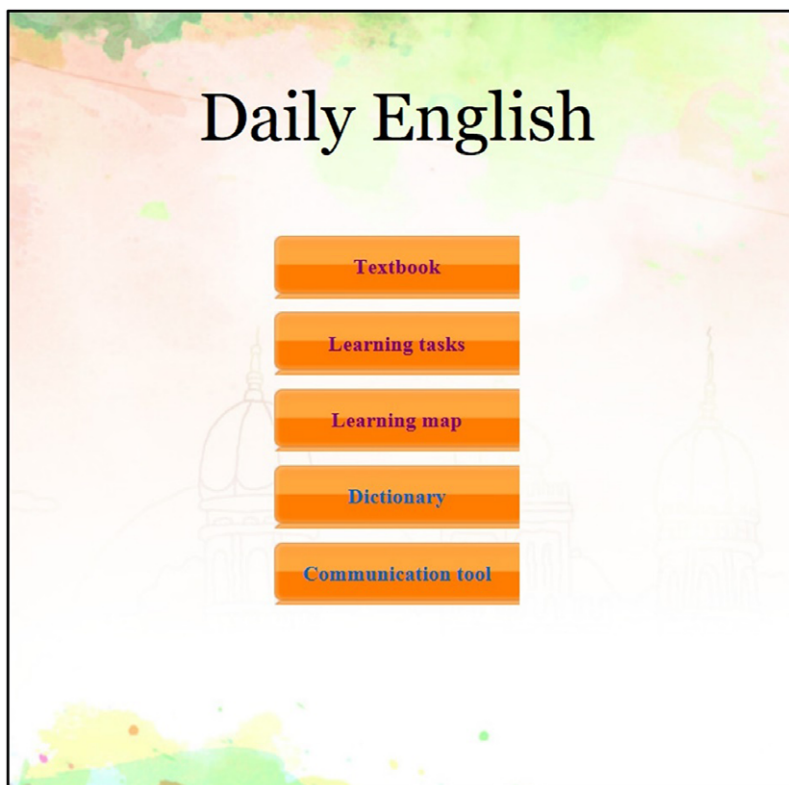 Daily English
Textbook
Learning tasks
Learning map
Dictionary
Communication tool